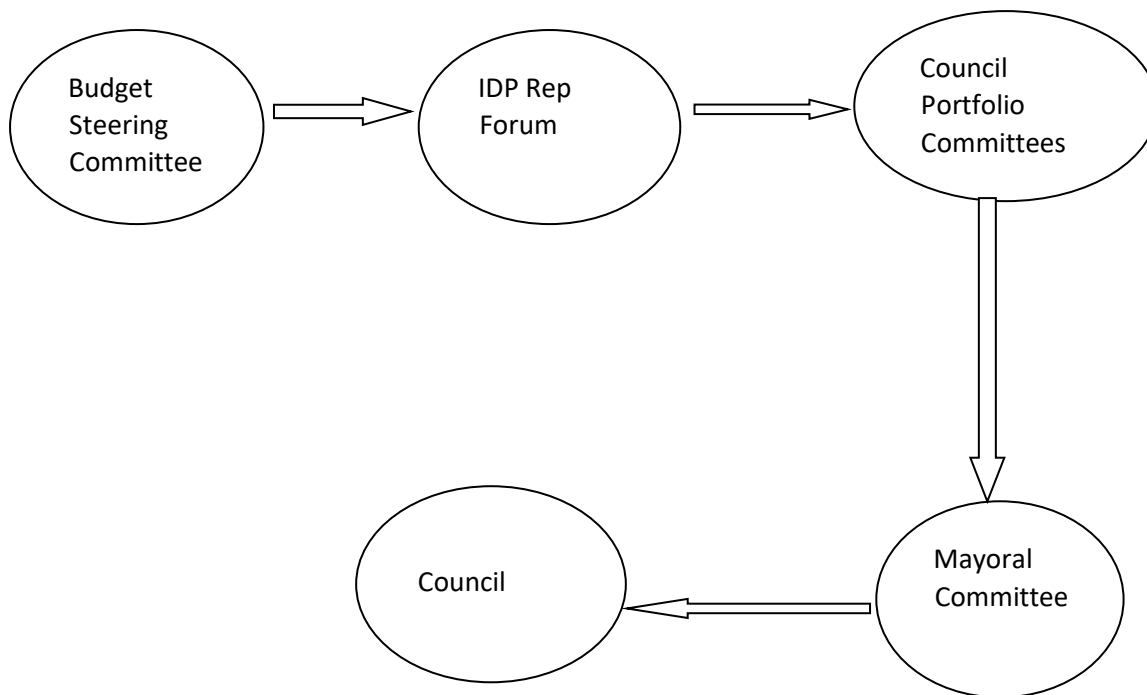 Budget
Steering
Committee
IDP Rep
Forum
Council
Portfolio
Committees
Mayoral
Committee
Council